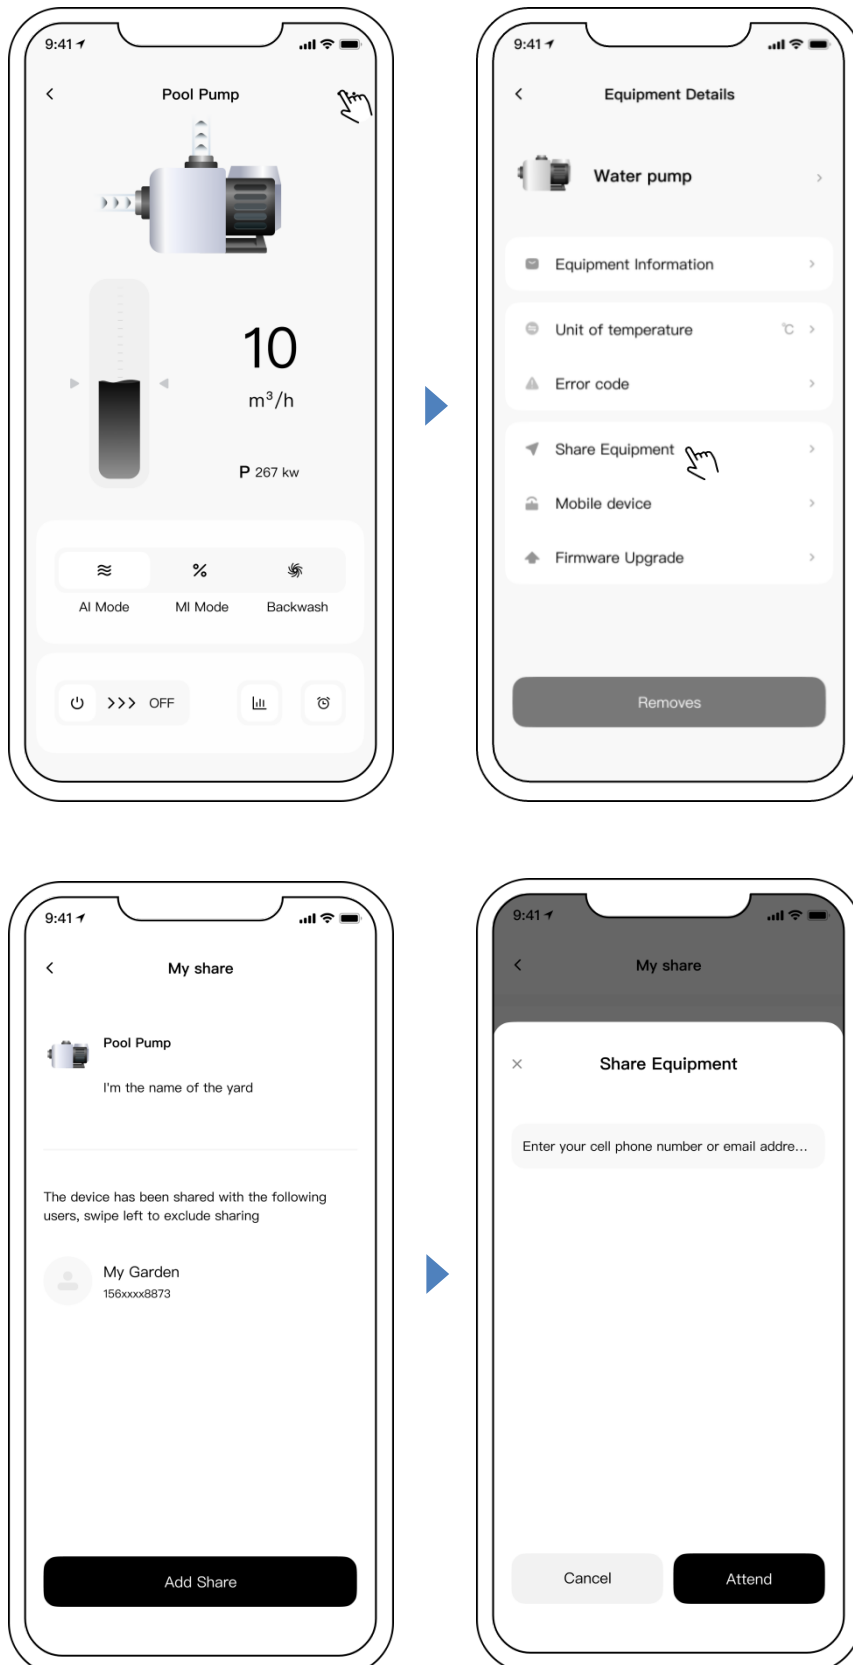 9:41
Pool Pump
10
m³/h
P 267 kw
AI Mode
MI Mode
Backwash
>>> OFF
9:41
Equipment Details
Water pump
Equipment Information
Unit of temperature
℃
Error code
Share Equipment
Mobile device
Firmware Upgrade
Removes
9:41
My share
Pool Pump
I'm the name of the yard
The device has been shared with the following
users, swipe left to exclude sharing
My Garden
156xxxx8873
Add Share
9:41
My share
Share Equipment
Enter your cell phone number or email addre...
Cancel
Attend